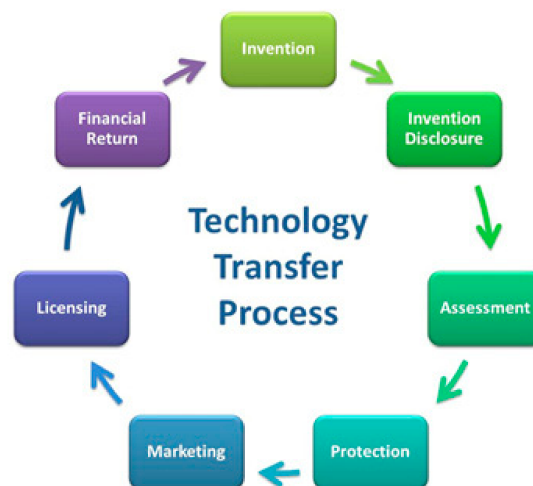 Invention
Invention
Disclosure
Assessment
Protection
Marketing
Licensing
Financial
Return
Technology
Transfer
Process